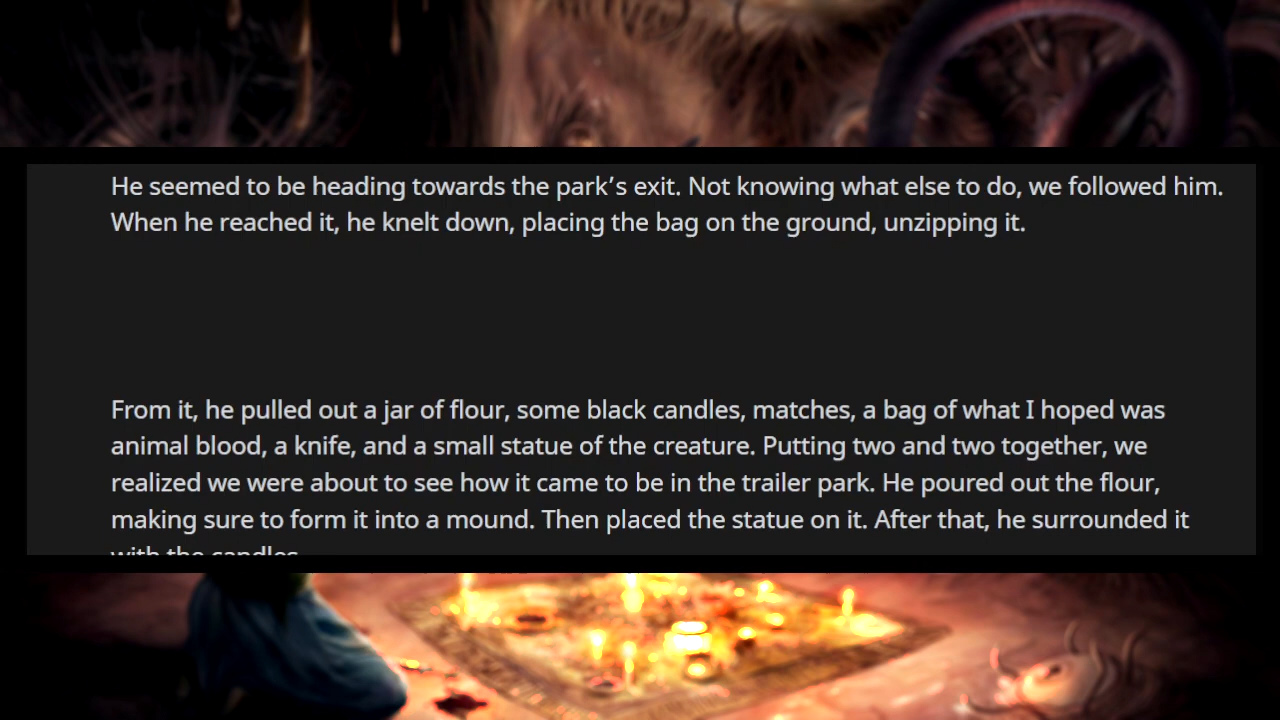 He seemed to be heading towards the park’s exit. Not knowing what else to do, we followed him.
When he reached it, he knelt down, placing the bag on the ground, unzipping it.
From it, he pulled out a jar of flour, some black candles, matches, a bag of what I hoped was
animal blood, a knife, and a small statue of the creature. Putting two and two together, we
realized we were about to see how it came to be in the trailer park. He poured out the flour,
making sure to form it into a mound. Then placed the statue on it. After that, he surrounded it
with the candles.